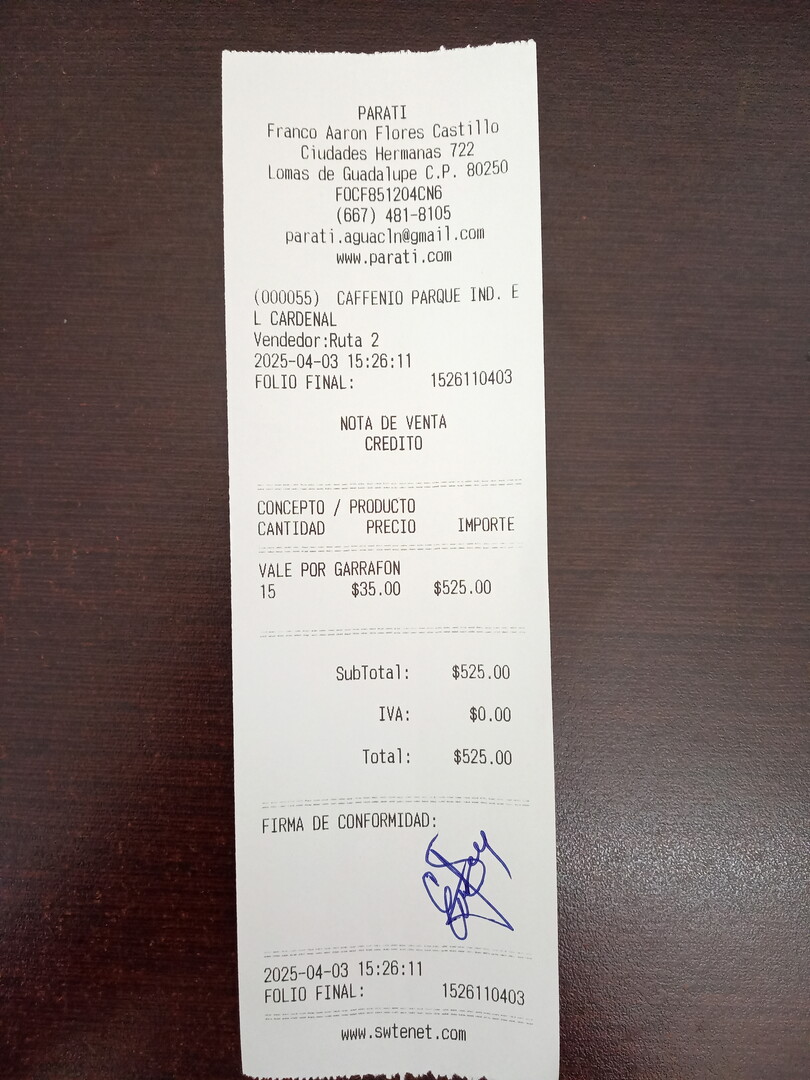 PARATI
Franco Aaron Flores Castillo
Ciudades Hermanas 722
Lomas de Guadalupe C.P. 80250
FOCF851204CN6
(667) 481-8105
parati.aguacln@gmail.com
www.parati.com
(000055) CAFFENIO PARQUE IND. E
L CARDENAL
Vendedor:Ruta 2
2025-04-03 15:26:11
FOLIO FINAL: 1526110403
NOTA DE VENTA
CREDITO
CONCEPTO / PRODUCTO
CANTIDAD PRECIO IMPORTE
VALE POR GARRAFON
15 $35.00 $525.00
SubTotal: $525.00
IVA: $0.00
Total: $525.00
FIRMA DE CONFORMIDAD:
2025-04-03 15:26:11
FOLIO FINAL: 1526110403
www.swtenet.com